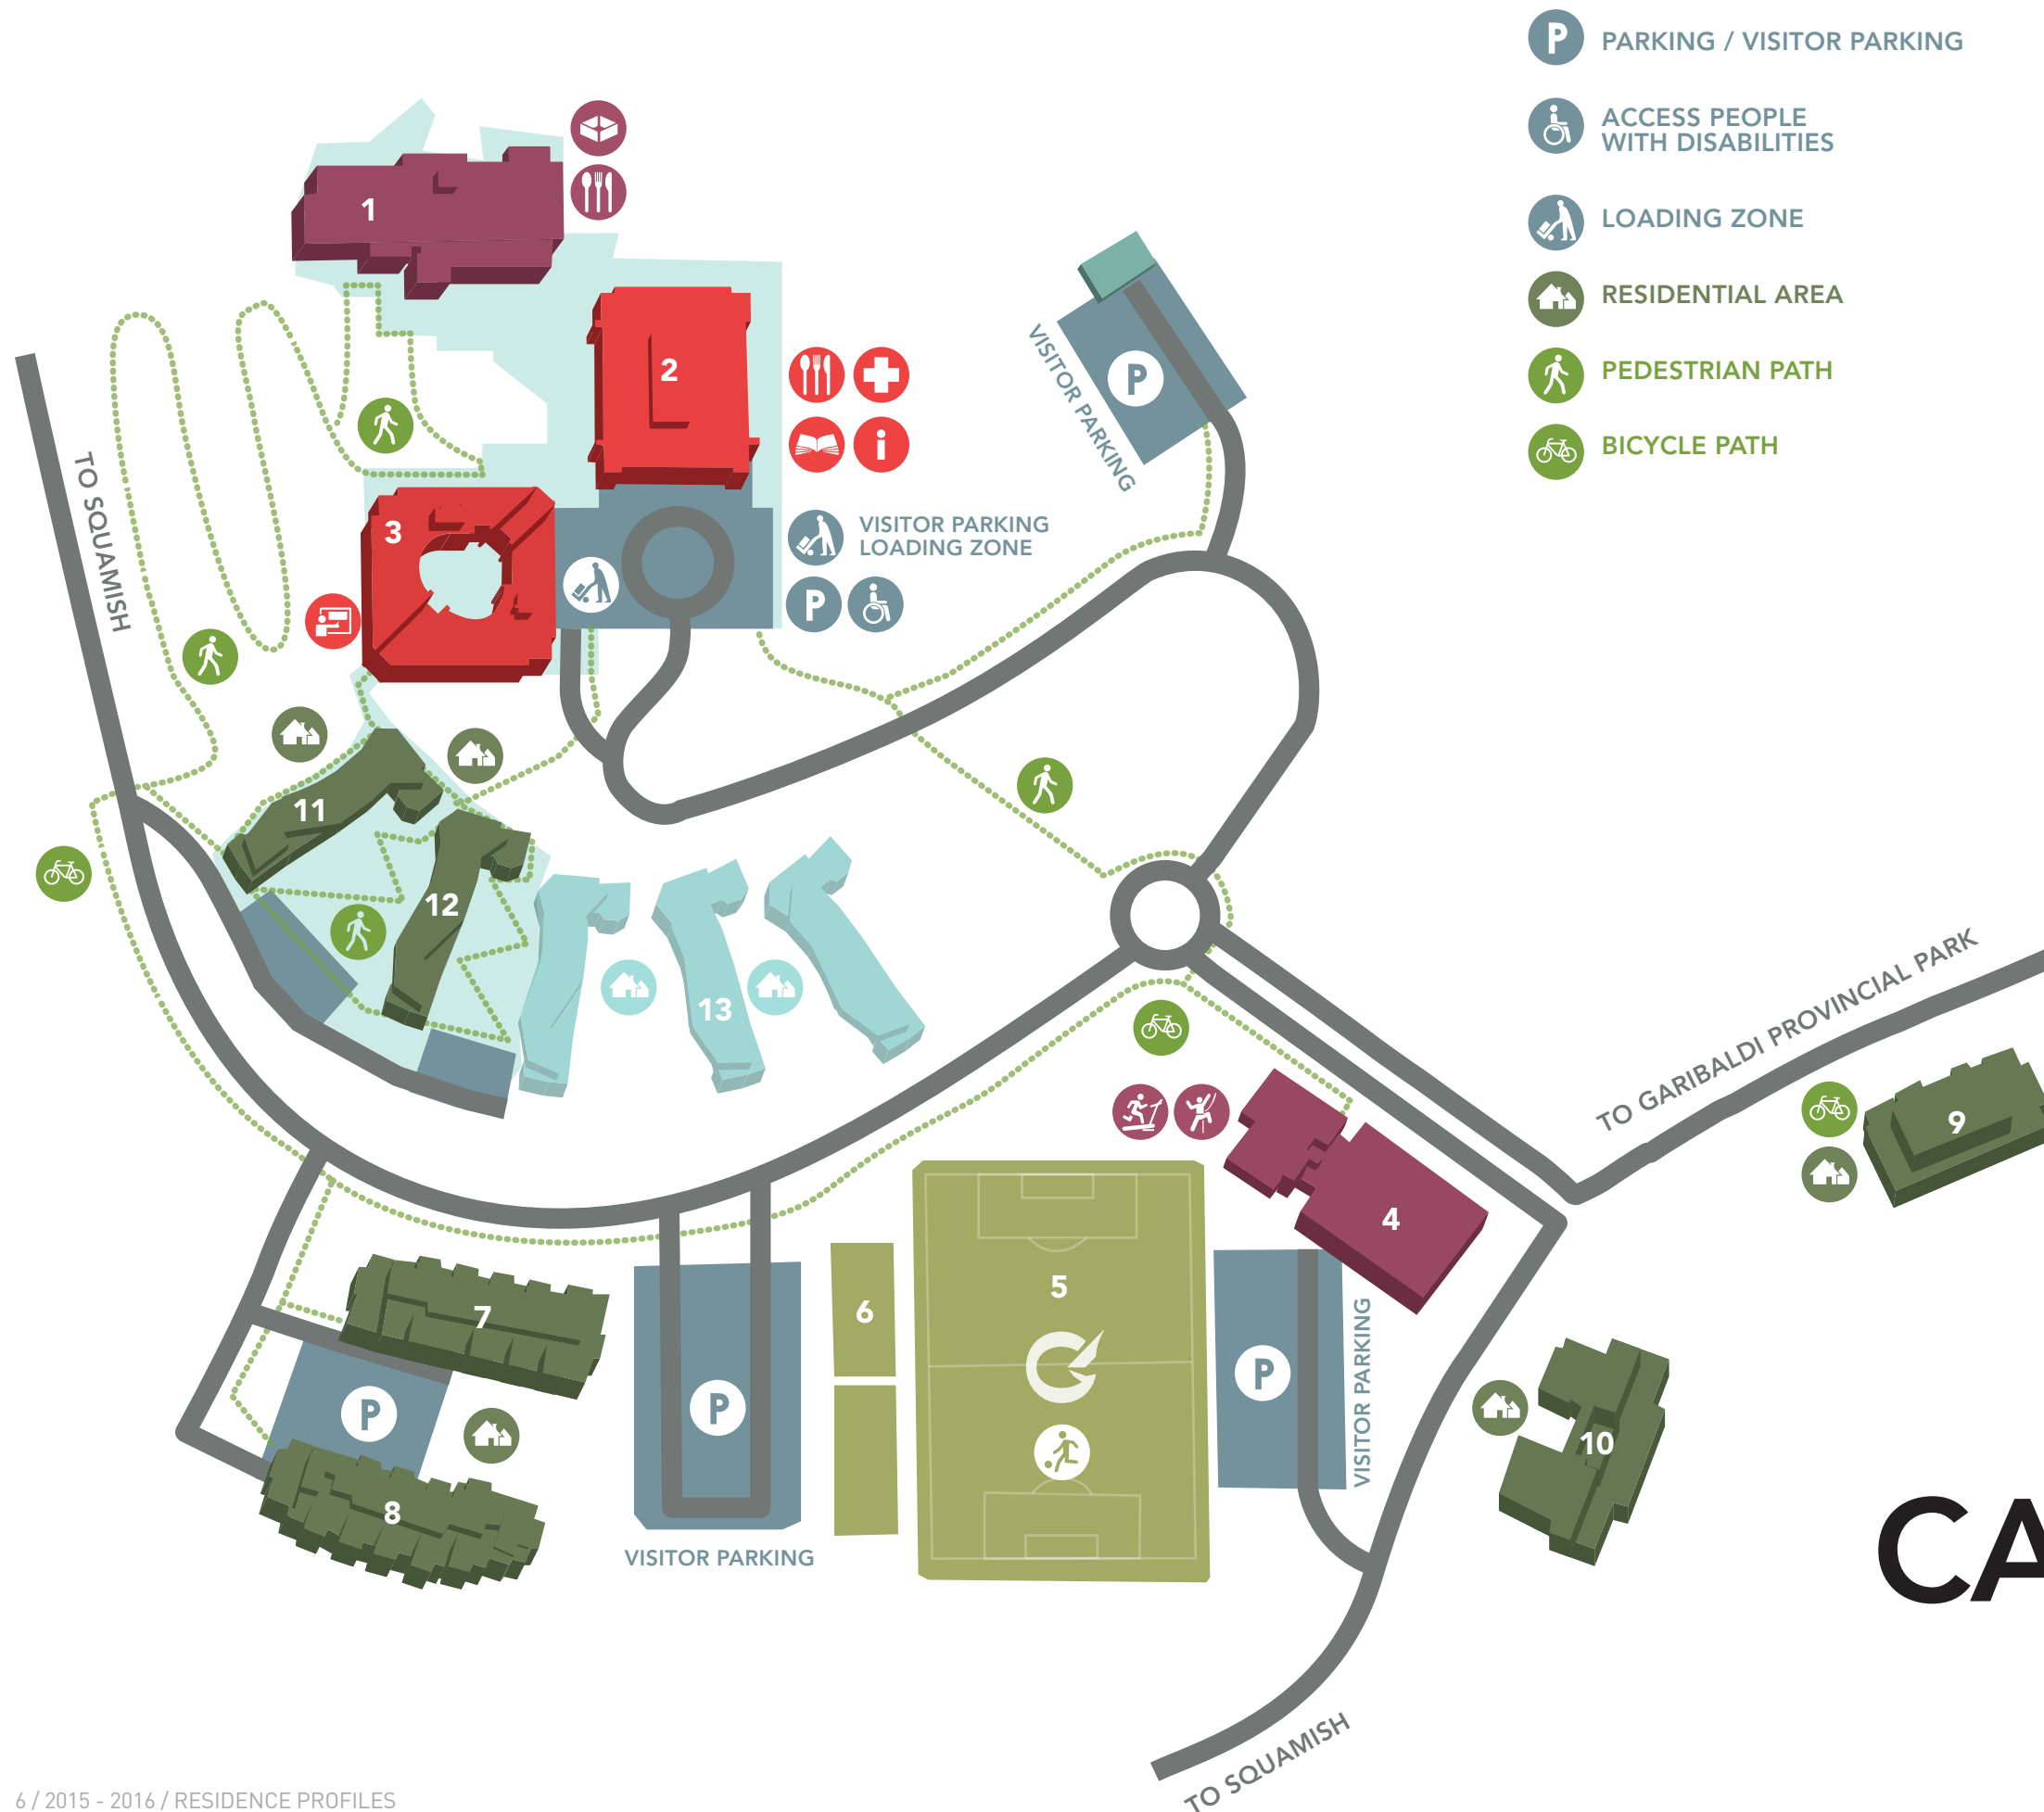 PARKING / VISITOR PARKING
ACCESS PEOPLE
WITH DISABILITIES
LOADING ZONE
RESIDENTIAL AREA
PEDESTRIAN PATH
BICYCLE PATH
1
2
3
P
VISITOR PARKING
TO SQUAMISH
VISITOR PARKING
LOADING ZONE
P
P
11
12
13
TO GARIBALDI PROVINCIAL PARK
9
4
5
6
7
8
10
P
P
P
VISITOR PARKING
VISITOR PARKING
CA
TO SQUAMISH
6 / 2015 - 2016 / RESIDENCE PROFILES